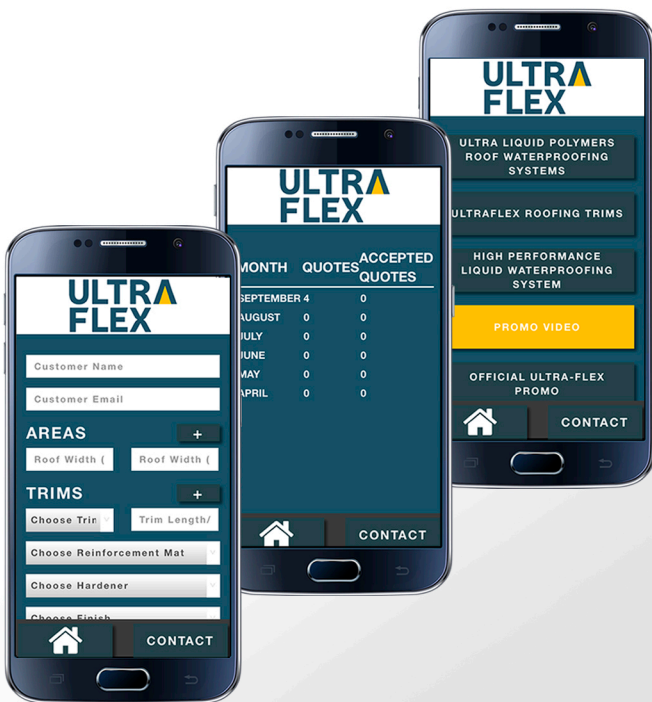 ULTRA
FLEX
Customer Name
Customer Email
AREAS +
Roof Width ( Roof Width (
TRIMS +
Choose Trin Trim Length/
Choose Reinforcement Mat
Choose Hardener
Choose Finish
CONTACT
ULTRA
FLEX
MONTH QUOTES ACCEPTED
QUOTES
SEPTEMBER 4 0
AUGUST 0 0
JULY 0 0
JUNE 0 0
MAY 0 0
APRIL 0 0
CONTACT
ULTRA
FLEX
ULTRA LIQUID POLYMERS
ROOF WATERPROOFING
SYSTEMS
ULTRAFLEX ROOFING TRIMS
HIGH PERFORMANCE
LIQUID WATERPROOFING
SYSTEM
PROMO VIDEO
OFFICIAL ULTRA-FLEX
PROMO
CONTACT